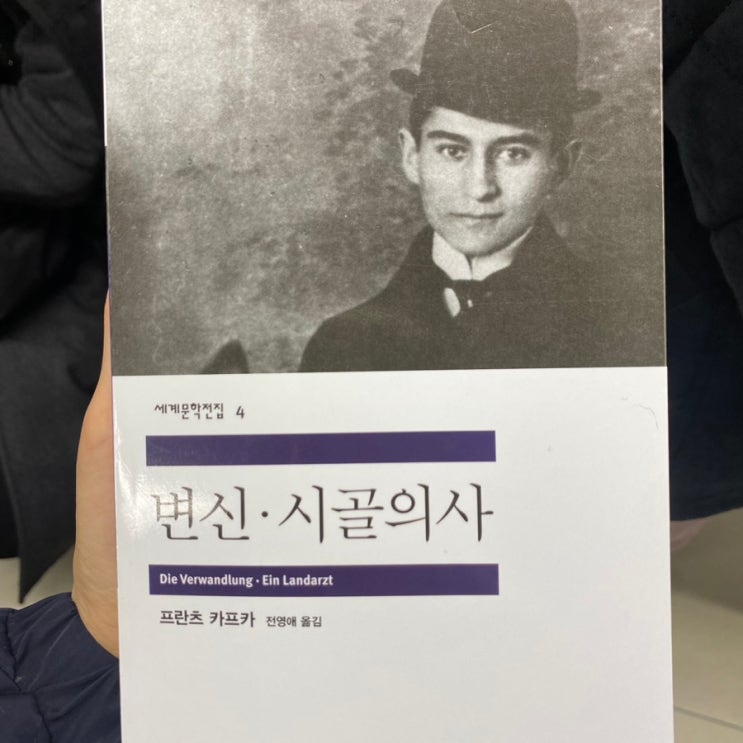 세계문학전집 4
변신·시골의사
Die Verwandlung · Ein Landarzt
프란츠 카프카 전영애 옮김